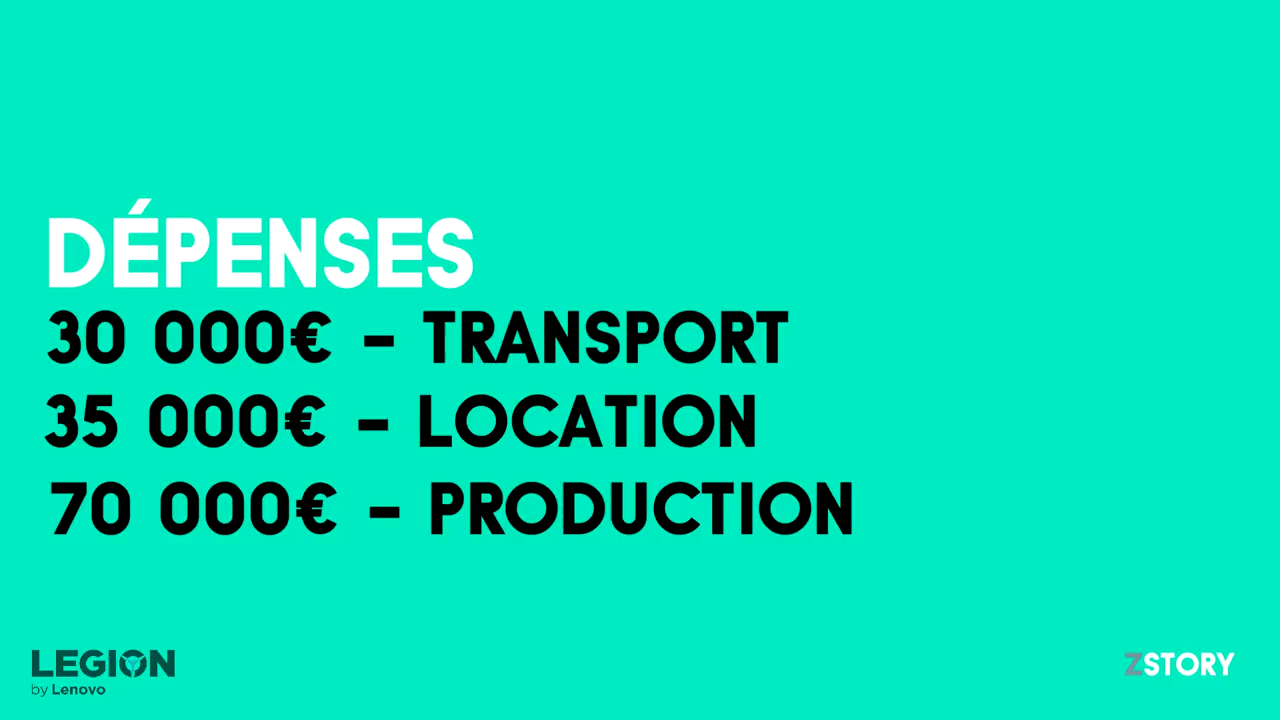 DÉPENSES
30 000€ - TRANSPORT
35 000€ - LOCATION
70 000€ - PRODUCTION
LEGION
by Lenovo
ZSTORY